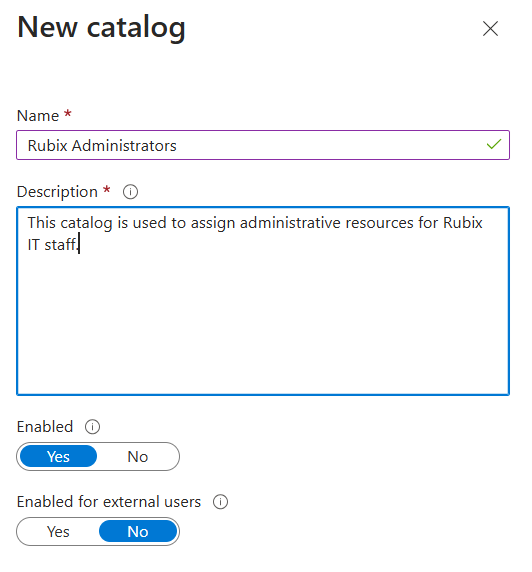 New catalog
Name *
Rubix Administrators
Description *
This catalog is used to assign administrative resources for Rubix
IT staff.
Enabled
Yes No
Enabled for external users
Yes No